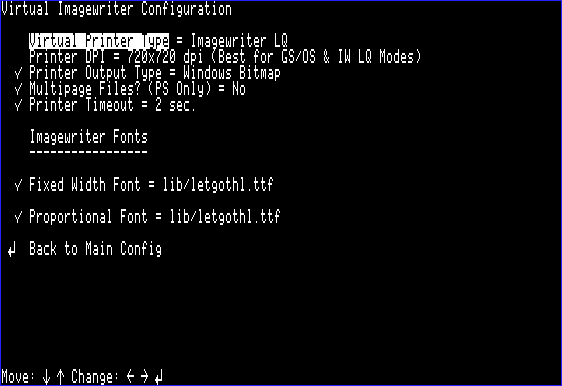 Virtual Imagewriter Configuration
Virtual Printer Type = Imagewriter LQ
Printer DPI = 720x720 dpi (Best for GS/OS & IW LQ Modes)
✓ Printer Output Type = Windows Bitmap
✓ Multipage Files? (PS Only) = No
✓ Printer Timeout = 2 sec.
Imagewriter Fonts
-----------------
✓ Fixed Width Font = lib/letgothl.ttf
✓ Proportional Font = lib/letgothl.ttf
↵ Back to Main Config
Move: ↓ ↑ Change: ← → ↵